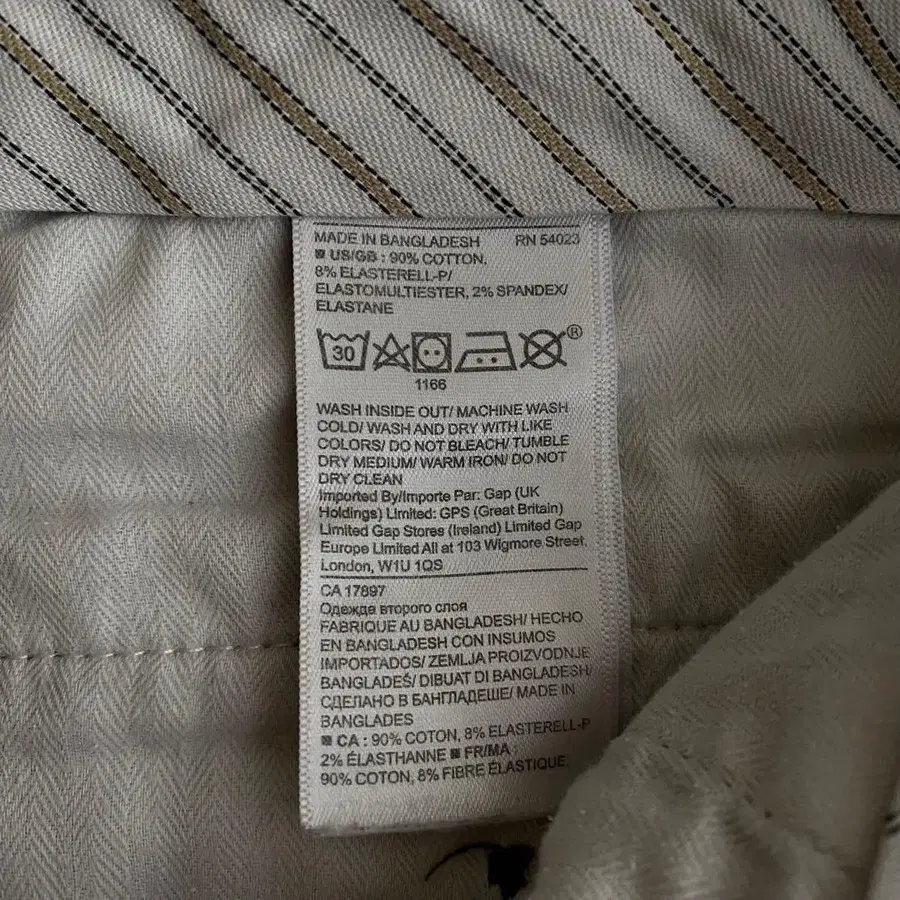 MADE IN BANGLADESH RN 54023
US/GB : 90% COTTON,
8% ELASTERELL-P/
ELASTOMULTIESTER, 2% SPANDEX/
ELASTANE
30
®
1166
WASH INSIDE OUT/ MACHINE WASH
COLD/ WASH AND DRY WITH LIKE
COLORS/ DO NOT BLEACH/ TUMBLE
DRY MEDIUM/ WARM IRON/ DO NOT
DRY CLEAN
Imported By/Importe Par: Gap (UK
Holdings) Limited: GPS (Great Britain)
Limited Gap Stores (Ireland) Limited Gap
Europe Limited All at 103 Wigmore Street,
London, W1U 1QS
CA 17897
Одежда второго слоя
FABRIQUE AU BANGLADESH/ HECHO
EN BANGLADESH CON INSUMOS
IMPORTADOS/ ZEMLJA PROIZVODNJE
BANGLADEŠ/ DIBUAT DI BANGLADESH/
СДЕЛАНО В БАНГЛАДЕШЕ/ MADE IN
BANGLADES
CA : 90% COTON, 8% ELASTERELL-P
2% ÉLASTHANNE FR/MA
90% COTON, 8% FIBRE ÉLASTIQUE,